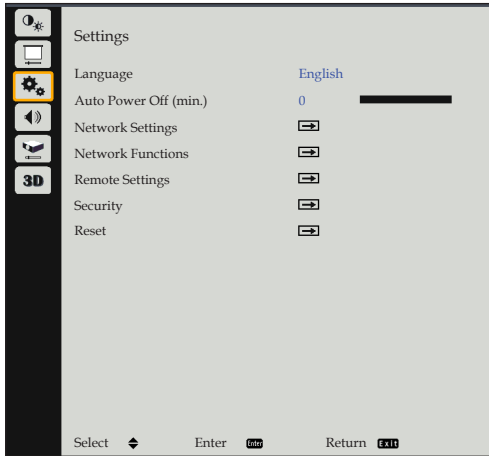 Settings
Language English
Auto Power Off (min.) 0
Network Settings
Network Functions
Remote Settings
3D
Security
Reset
Select Enter Enter Return Exit